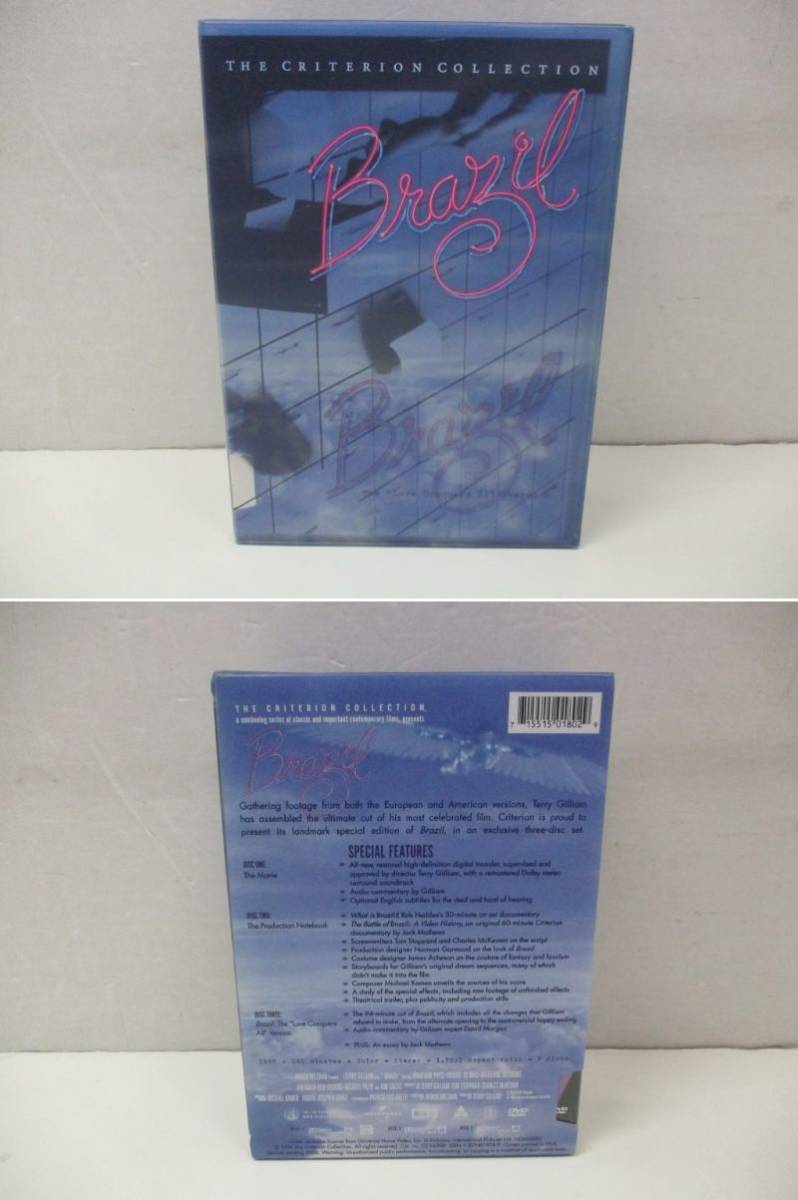 THE CRITERION COLLECTION
Brazil
Brazil
THE CRITERION COLLECTION
a continuing series of classic and important contemporary films, presents
7 15515 01802 9
Brazil
Gathering footage from both the European and American versions, Terry Gilliam
has assembled the ultimate cut of his most celebrated film. Criterion is proud to
present its landmark special edition of Brazil, in an exclusive three-disc set.
SPECIAL FEATURES
DISC ONE:
The Movie
All-new, restored high-definition digital transfer, supervised and
approved by director Terry Gilliam, with a remastered Dolby stereo
surround soundtrack
Audio commentary by Gilliam
Optional English subtitles for the deaf and hard of hearing
DISC TWO:
The Production Notebook
What is Brazil? Rob Hedden's 30-minute on-set documentary
The Battle of Brazil: A Video History, an original 60-minute Criterion
documentary by Jack Mathews
Screenwriters Tom Stoppard and Charles McKeown on the script
Production designer Norman Garwood on the look of Brazil
Costume designer James Acheson on the couture of fantasy and fascism
Storyboards for Gilliam's original dream sequences, many of which
didn't make it into the film
Composer Michael Kamen unveils the sources of his score
A study of the special effects, including raw footage of unfinished effects
Theatrical trailer, plus publicity and production stills
DISC THREE:
Brazil: The "Love Conquers
All" Version
The 94-minute cut of Brazil, which includes all the changes that Gilliam
refused to make, from the alternate opening to the controversial happy ending
Audio commentary by Gilliam expert David Morgan
PLUS: An essay by Jack Mathews
DVD